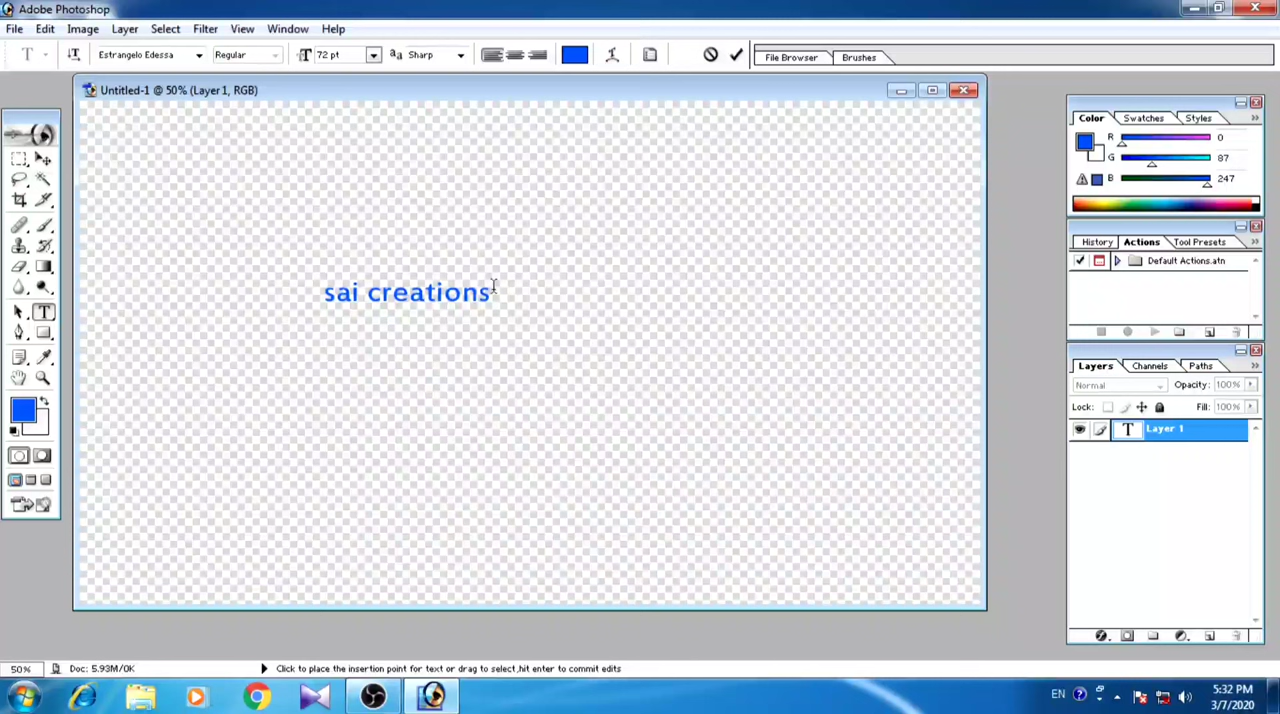 Adobe Photoshop
File Edit Image Layer Select Filter View Window Help
T T Estrangelo Edessa Regular T 72 pt aa Sharp File Browser Brushes
Untitled-1 @ 50% (Layer 1, RGB)
Color Swatches Styles
R 0
G 87
B 247
History Actions Tool Presets
Default Actions.atn
sai creations
T
Layers Channels Paths
Normal Opacity: 100%
Lock: Fill: 100%
T Layer 1
50% Doc: 5.93M/0K Click to place the insertion point for text or drag to select,hit enter to commit edits
EN 5:32 PM
3/7/2020